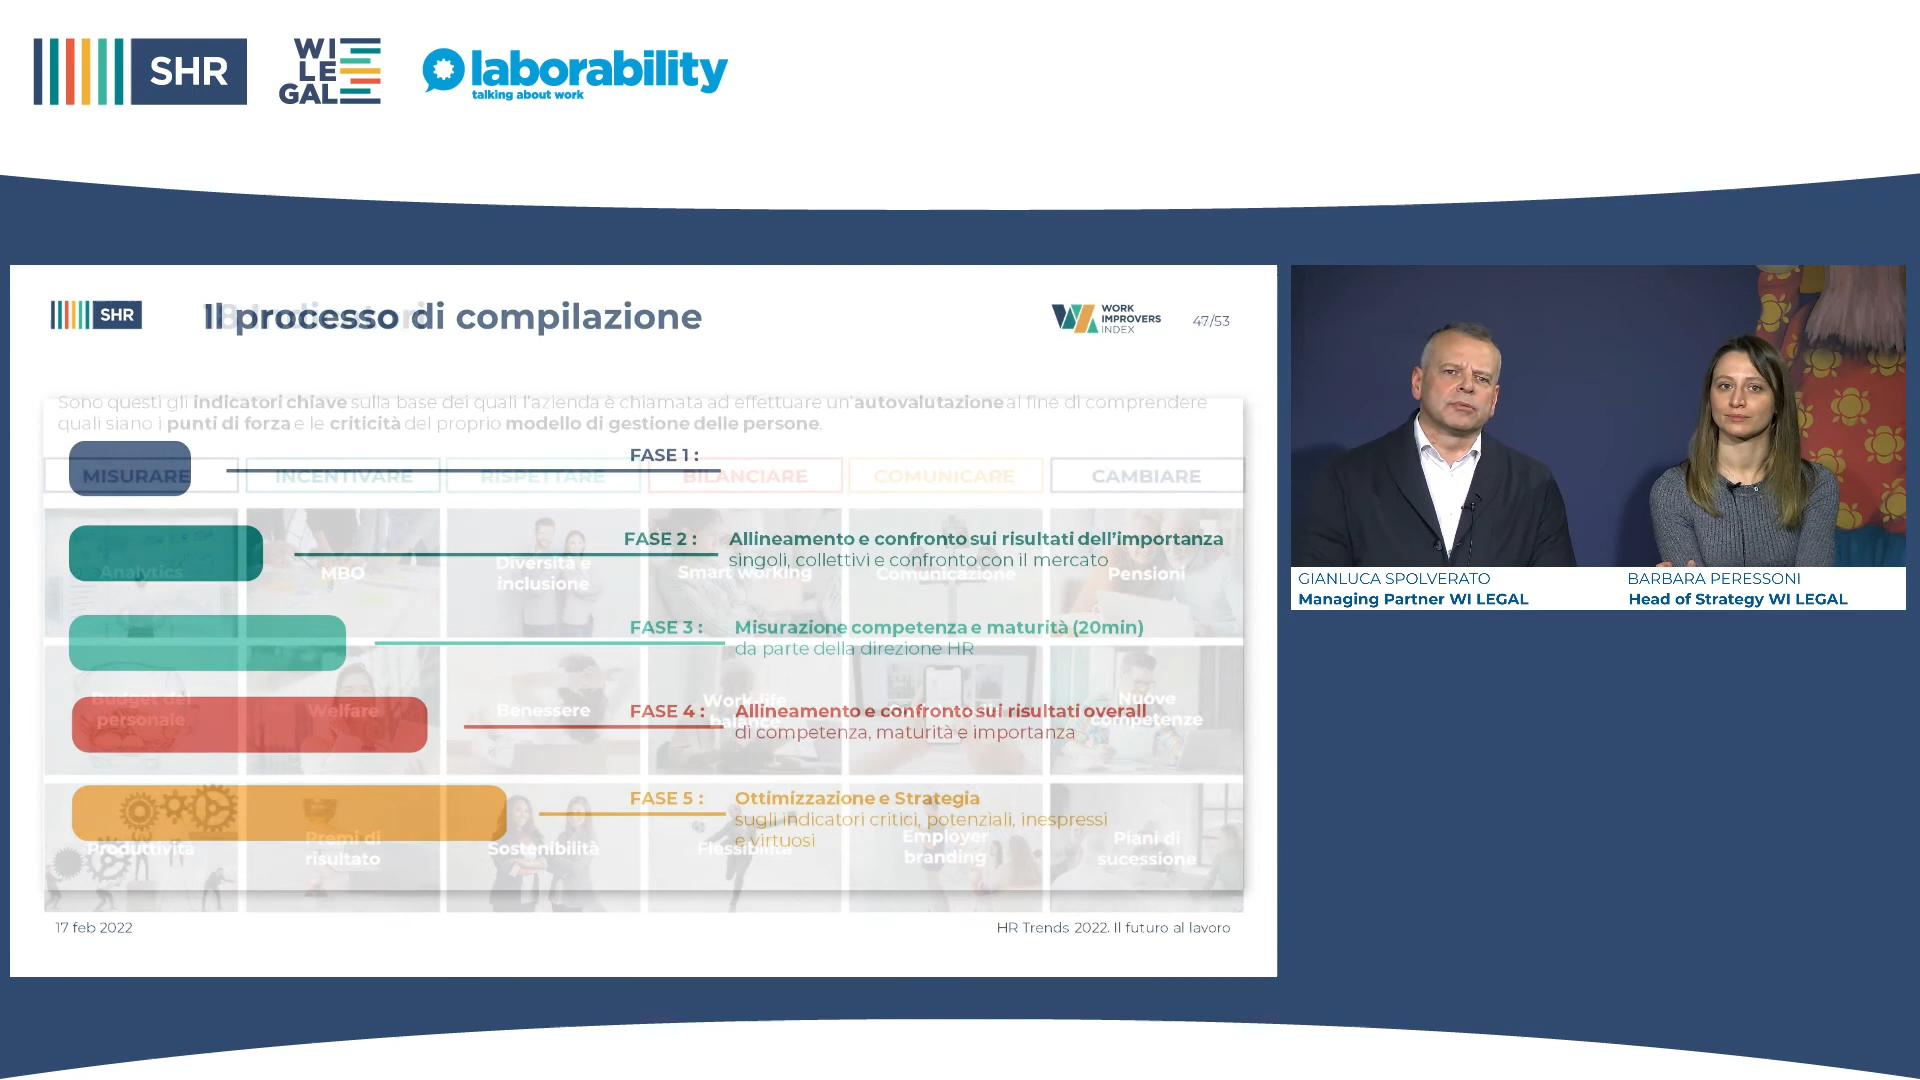 SHR
WI
LE
GAL
laborability
talking about work
SHR
Il processo di compilazione
WORK
IMPROVERS
INDEX
47/53
Sono questi gli indicatori chiave sulla base dei quali l'azienda è chiamata ad effettuare un'autovalutazione al fine di comprendere
quali siano i punti di forza e le criticità del proprio modello di gestione delle persone.
FASE 1 :
MISURARE INCENTIVARE RISPETTARE BILANCIARE COMUNICARE CAMBIARE
FASE 2 : Allineamento e confronto sui risultati dell'importanza
singoli, collettivi e confronto con il mercato
Analytics MBO Diversità e
inclusione Smart working Comunicazione Pensioni
FASE 3 : Misurazione competenza e maturità (20min)
da parte della direzione HR
Budget del
personale Welfare Benessere Work-life
balance Nuove
competenze
FASE 4 : Allineamento e confronto sui risultati overall
di competenza, maturità e importanza
FASE 5 : Ottimizzazione e Strategia
sugli indicatori critici, potenziali, inespressi
e virtuosi
Produttività Premi di
risultato Sostenibilità Flessibilità Employer
branding Piani di
sucessione
17 feb 2022
HR Trends 2022. Il futuro al lavoro
GIANLUCA SPOLVERATO
Managing Partner WI LEGAL
BARBARA PERESSONI
Head of Strategy WI LEGAL